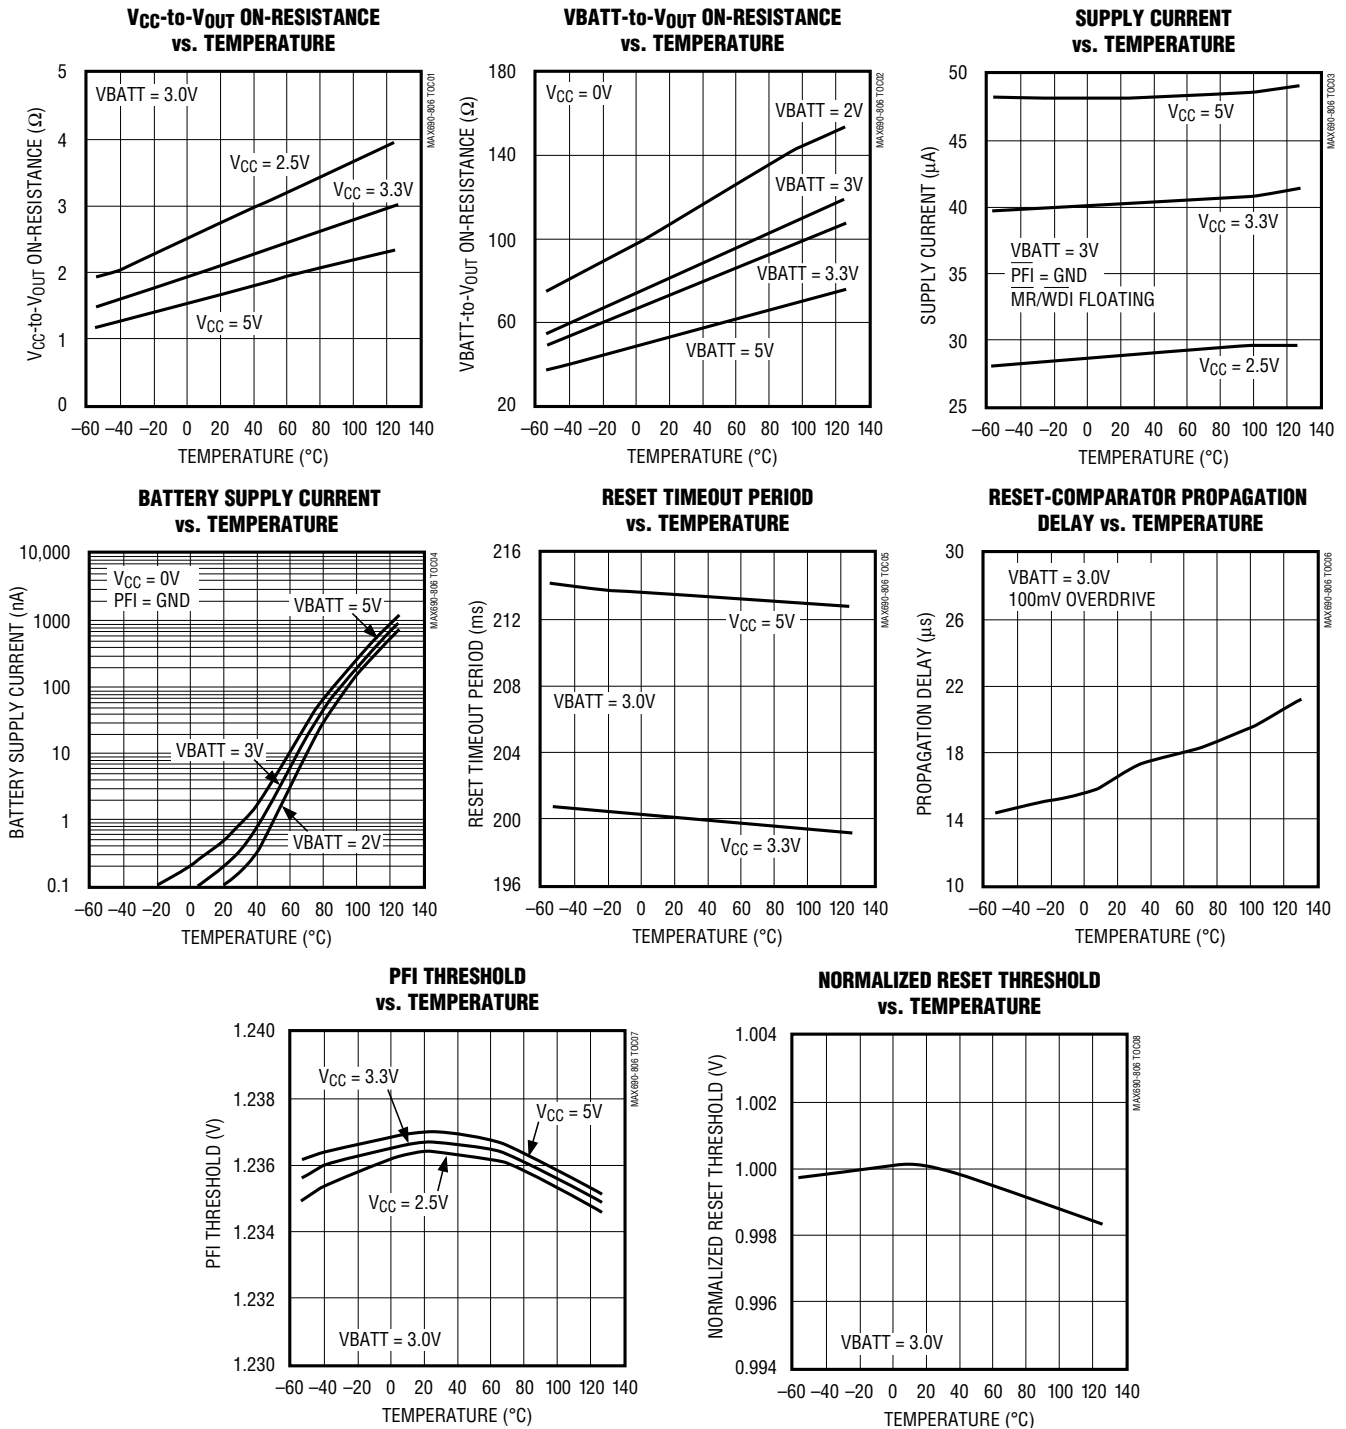 VCC-to-VOUT ON-RESISTANCE
vs. TEMPERATURE
5
4
3
2
1
0
VCC-to-VOUT ON-RESISTANCE (Ω)
VBATT = 3.0V
VCC = 2.5V
VCC = 3.3V
VCC = 5V
–60 –40 –20 0 20 40 60 80 100 120 140
TEMPERATURE (°C)
MAX690-806 TOC01
VBATT-to-VOUT ON-RESISTANCE
vs. TEMPERATURE
180
140
100
60
20
VBATT-to-VOUT ON-RESISTANCE (Ω)
VCC = 0V
VBATT = 2V
VBATT = 3V
VBATT = 3.3V
VBATT = 5V
–60 –40 –20 0 20 40 60 80 100 120 140
TEMPERATURE (°C)
MAX690-806 TOC02
SUPPLY CURRENT
vs. TEMPERATURE
50
45
40
35
30
25
SUPPLY CURRENT (μA)
VCC = 5V
VCC = 3.3V
VBATT = 3V
PFI = GND
MR/WDI FLOATING
VCC = 2.5V
–60 –40 –20 0 20 40 60 80 100 120 140
TEMPERATURE (°C)
MAX690-806 TOC03
BATTERY SUPPLY CURRENT
vs. TEMPERATURE
10,000
1000
100
10
1
0.1
BATTERY SUPPLY CURRENT (nA)
VCC = 0V
PFI = GND
VBATT = 5V
VBATT = 3V
VBATT = 2V
–60 –40 –20 0 20 40 60 80 100 120 140
TEMPERATURE (°C)
MAX690-806 TOC04
RESET TIMEOUT PERIOD
vs. TEMPERATURE
216
212
208
204
200
196
RESET TIMEOUT PERIOD (ms)
VCC = 5V
VBATT = 3.0V
VCC = 3.3V
–60 –40 –20 0 20 40 60 80 100 120 140
TEMPERATURE (°C)
MAX690-806 TOC05
RESET-COMPARATOR PROPAGATION
DELAY vs. TEMPERATURE
30
26
22
18
14
10
PROPAGATION DELAY (μs)
VBATT = 3.0V
100mV OVERDRIVE
–60 –40 –20 0 20 40 60 80 100 120 140
TEMPERATURE (°C)
MAX690-806 TOC06
PFI THRESHOLD
vs. TEMPERATURE
1.240
1.238
1.236
1.234
1.232
1.230
PFI THRESHOLD (V)
VCC = 3.3V
VCC = 5V
VCC = 2.5V
VBATT = 3.0V
–60 –40 –20 0 20 40 60 80 100 120 140
TEMPERATURE (°C)
MAX690-806 TOC07
NORMALIZED RESET THRESHOLD
vs. TEMPERATURE
1.004
1.002
1.000
0.998
0.996
0.994
NORMALIZED RESET THRESHOLD (V)
VBATT = 3.0V
–60 –40 –20 0 20 40 60 80 100 120 140
TEMPERATURE (°C)
MAX690-806 TOC08